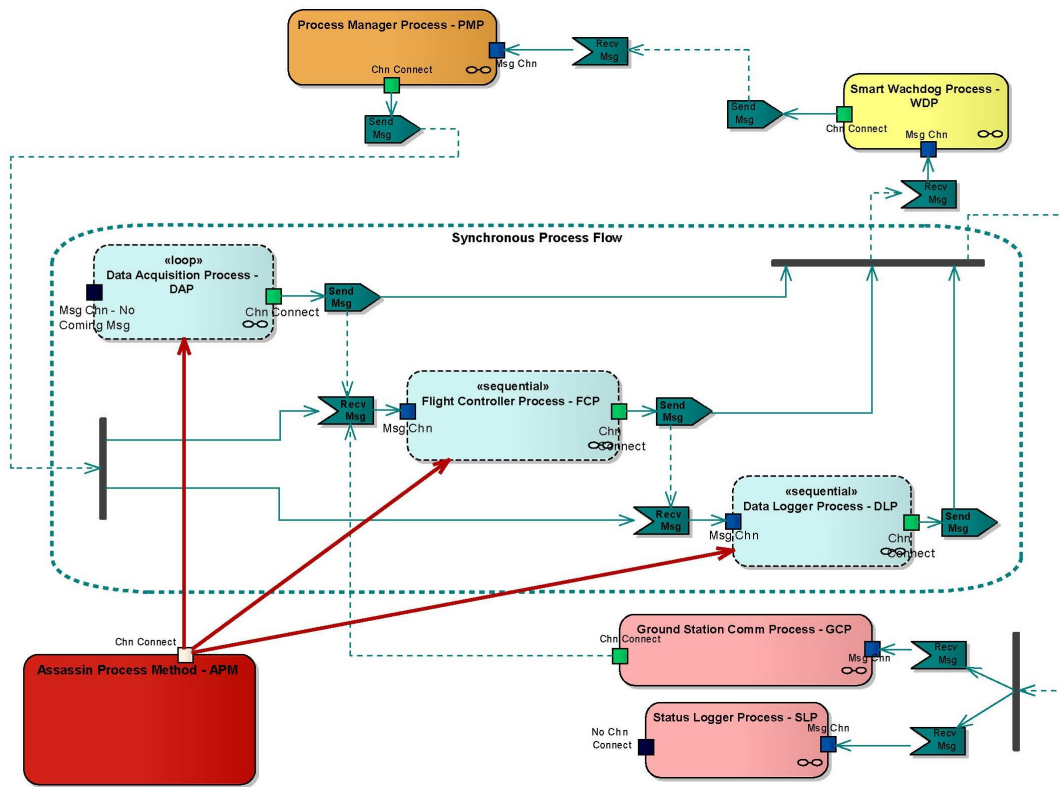 Process Manager Process - PMP
Msg Chn
Chn Connect
Recv
Msg
Send
Msg
Send
Msg
Smart Wachdog Process -
WDP
Chn Connect
Msg Chn
Recv
Msg
Synchronous Process Flow
«loop»
Data Acquisition Process -
DAP
Msg Chn - No
Coming Msg
Chn Connect
Send
Msg
Recv
Msg
«sequential»
Flight Controller Process - FCP
Msg Chn
Chn
Connect
Send
Msg
Recv
Msg
«sequential»
Data Logger Process - DLP
Msg Chn
Chn
Connect
Send
Msg
Chn Connect
Assassin Process Method - APM
Ground Station Comm Process - GCP
Chn Connect
Msg Chn
Recv
Msg
Status Logger Process - SLP
Msg Chn
No Chn
Connect
Recv
Msg